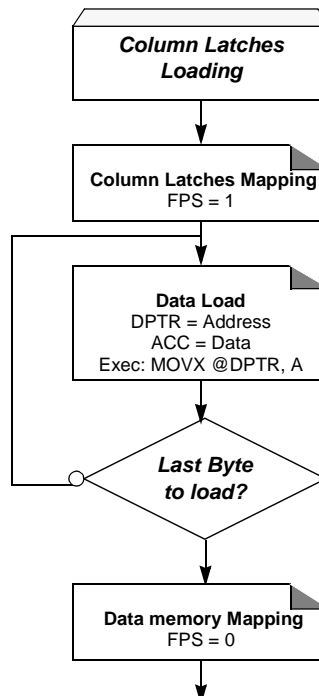 Column Latches
Loading
Column Latches Mapping
FPS = 1
Data Load
DPTR = Address
ACC = Data
Exec: MOVX @DPTR, A
Last Byte
to load?
Data memory Mapping
FPS = 0